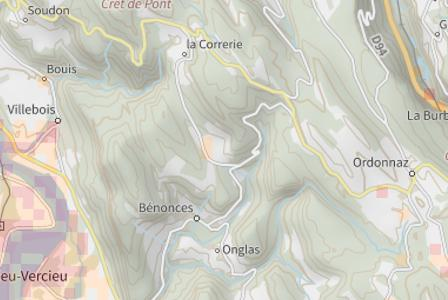 Soudon
Crêt de Pont
la Correrie
Bouis
D94
Villebois
La Burb
Ordonnaz
Bénonces
Onglas
eu-Vercieu
G